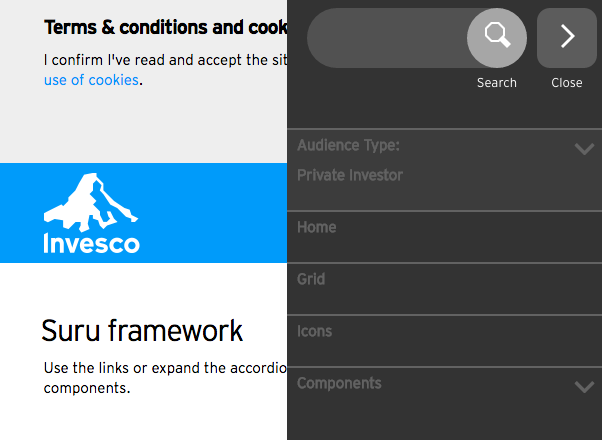 Terms & conditions and cook
I confirm I've read and accept the sit
use of cookies.
Invesco
Suru framework
Use the links or expand the accordio
components.
Search
Close
Audience Type:
Private Investor
Home
Grid
Icons
Components